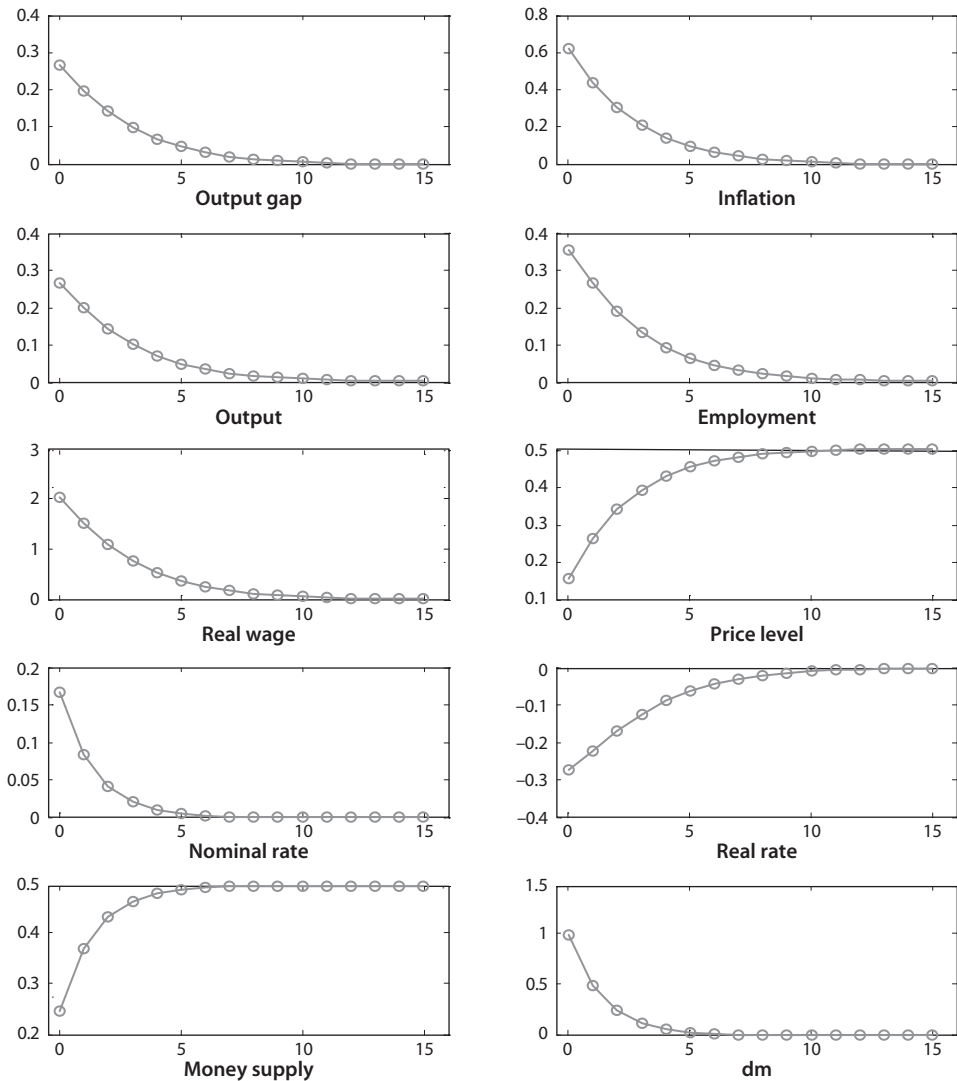 0.4
0.3
0.2
0.1
0
0 5 10 15
Output gap
0.8
0.6
0.4
0.2
0
0 5 10 15
Inflation
0.4
0.3
0.2
0.1
0
0 5 10 15
Output
0.4
0.3
0.2
0.1
0
0 5 10 15
Employment
3
2
1
0
0 5 10 15
Real wage
0.5
0.4
0.3
0.2
0.1
0 5 10 15
Price level
0.2
0.15
0.1
0.05
0
0 5 10 15
Nominal rate
0
−0.1
−0.2
−0.3
−0.4
0 5 10 15
Real rate
0.5
0.4
0.3
0.2
0 5 10 15
Money supply
1.5
1
0.5
0
0 5 10 15
dm